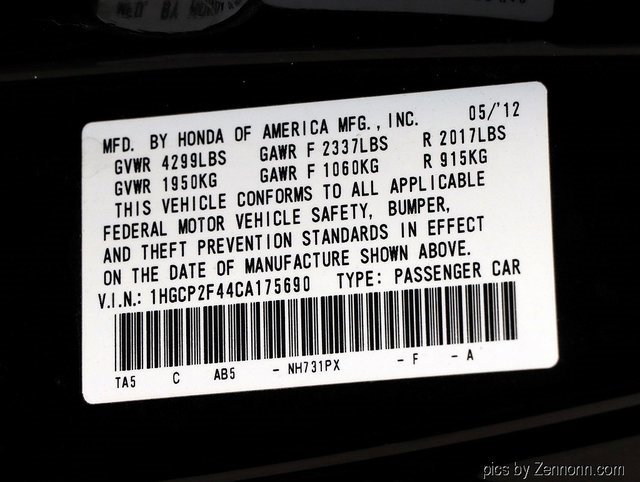 MFD. BY HONDA OF AMERICA MFG., INC. 05/'12
GVWR 4299LBS GAWR F 2337LBS R 2017LBS
GVWR 1950KG GAWR F 1060KG R 915KG
THIS VEHICLE CONFORMS TO ALL APPLICABLE
FEDERAL MOTOR VEHICLE SAFETY, BUMPER,
AND THEFT PREVENTION STANDARDS IN EFFECT
ON THE DATE OF MANUFACTURE SHOWN ABOVE.
V.I.N.: 1HGCP2F44CA175690 TYPE: PASSENGER CAR
TA5 C AB5 - NH731PX - F - A
pics by Zennonn.com